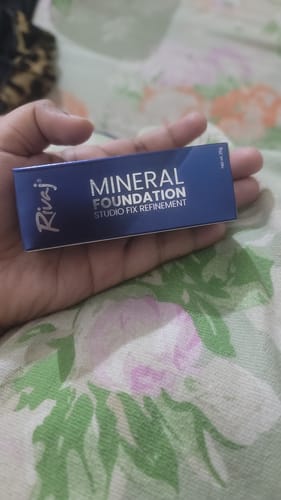 Rivaj®
MINERAL
FOUNDATION
STUDIO FIX REFINEMENT